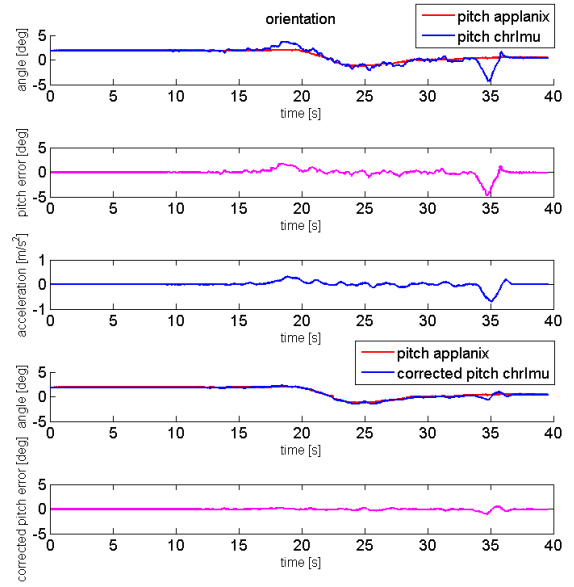 orientation
pitch applanix
pitch chrImu
angle [deg]
5
0
-5
0 5 10 15 20 25 30 35 40
time [s]
pitch error [deg]
5
0
-5
0 5 10 15 20 25 30 35 40
time [s]
acceleration [m/s²]
1
0
-1
0 5 10 15 20 25 30 35 40
time [s]
pitch applanix
corrected pitch chrImu
angle [deg]
5
0
-5
0 5 10 15 20 25 30 35 40
time [s]
corrected pitch error [deg]
5
0
-5
0 5 10 15 20 25 30 35 40
time [s]